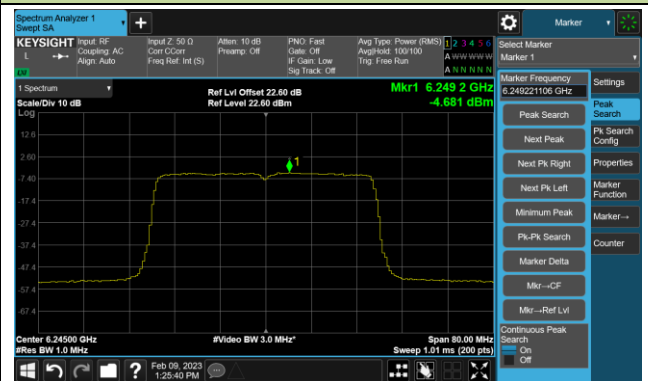 Spectrum Analyzer 1
Swept SA
+
Marker
KEYSIGHT
Input: RF
Coupling: AC
Align: Auto
Input Z: 50 Ω
Corr CCorr
Freq Ref: Int (S)
Atten: 10 dB
Preamp: Off
PNO: Fast
Gate: Off
IF Gain: Low
Sig Track: Off
Avg Type: Power (RMS)
Avg|Hold: 100/100
Trig: Free Run
1 2 3 4 5 6
A W W W W W
A N N N N N
L
LXI
Select Marker
Marker 1
1 Spectrum
Scale/Div 10 dB
Log
Ref Lvl Offset 22.60 dB
Ref Level 22.60 dBm
Mkr1 6.249 2 GHz
-4.681 dBm
12.6
2.60
-7.40
-17.4
-27.4
-37.4
-47.4
-57.4
-67.4
1
Center 6.24500 GHz
#Res BW 1.0 MHz
#Video BW 3.0 MHz*
Span 80.00 MHz
Sweep 1.01 ms (200 pts)
Marker Frequency
6.249221106 GHz
Peak Search
Next Peak
Next Pk Right
Next Pk Left
Minimum Peak
Pk-Pk Search
Marker Delta
Mkr→CF
Mkr→Ref Lvl
Continuous Peak
Search
On
Off
Settings
Peak
Search
Pk Search
Config
Properties
Marker
Function
Marker→
Counter
?
Feb 09, 2023
1:25:40 PM